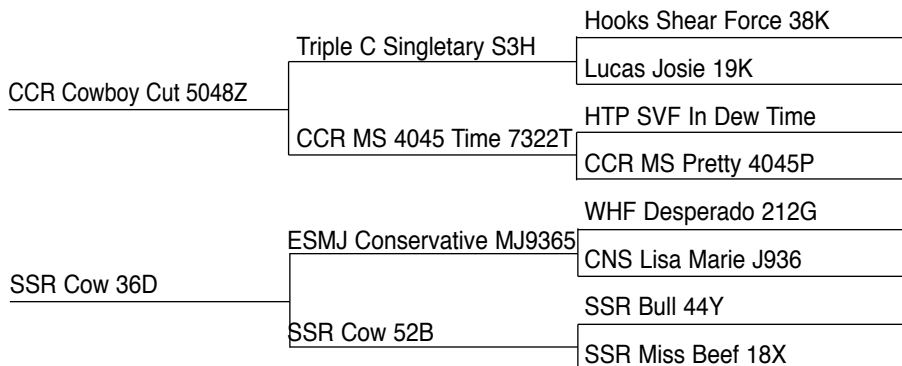 Hooks Shear Force 38K
Triple C Singletary S3H
Lucas Josie 19K
CCR Cowboy Cut 5048Z
HTP SVF In Dew Time
CCR MS 4045 Time 7322T
CCR MS Pretty 4045P
WHF Desperado 212G
ESMJ Conservative MJ9365
CNS Lisa Marie J936
SSR Cow 36D
SSR Bull 44Y
SSR Cow 52B
SSR Miss Beef 18X